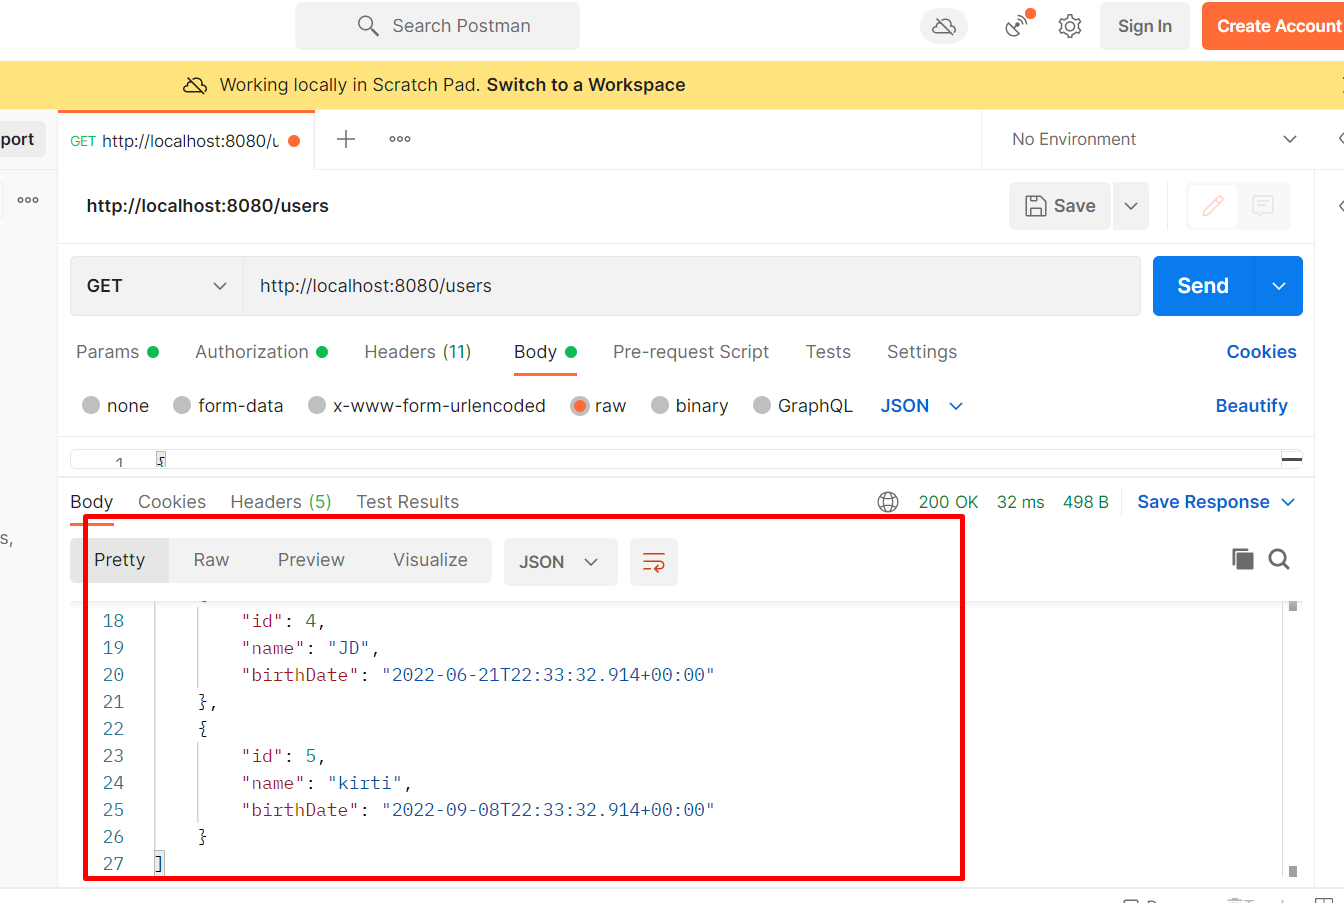 Search Postman
Sign In
Create Account
Working locally in Scratch Pad. Switch to a Workspace
port
GET http://localhost:8080/u
No Environment
http://localhost:8080/users
Save
GET
http://localhost:8080/users
Send
Params
Authorization
Headers (11)
Body
Pre-request Script
Tests
Settings
Cookies
none
form-data
x-www-form-urlencoded
raw
binary
GraphQL
JSON
Beautify
1 {
Body
Cookies
Headers (5)
Test Results
200 OK
32 ms
498 B
Save Response
s,
Pretty
Raw
Preview
Visualize
JSON
18 "id": 4,
19 "name": "JD",
20 "birthDate": "2022-06-21T22:33:32.914+00:00"
21 },
22 {
23 "id": 5,
24 "name": "kirti",
25 "birthDate": "2022-09-08T22:33:32.914+00:00"
26 }
27 ]